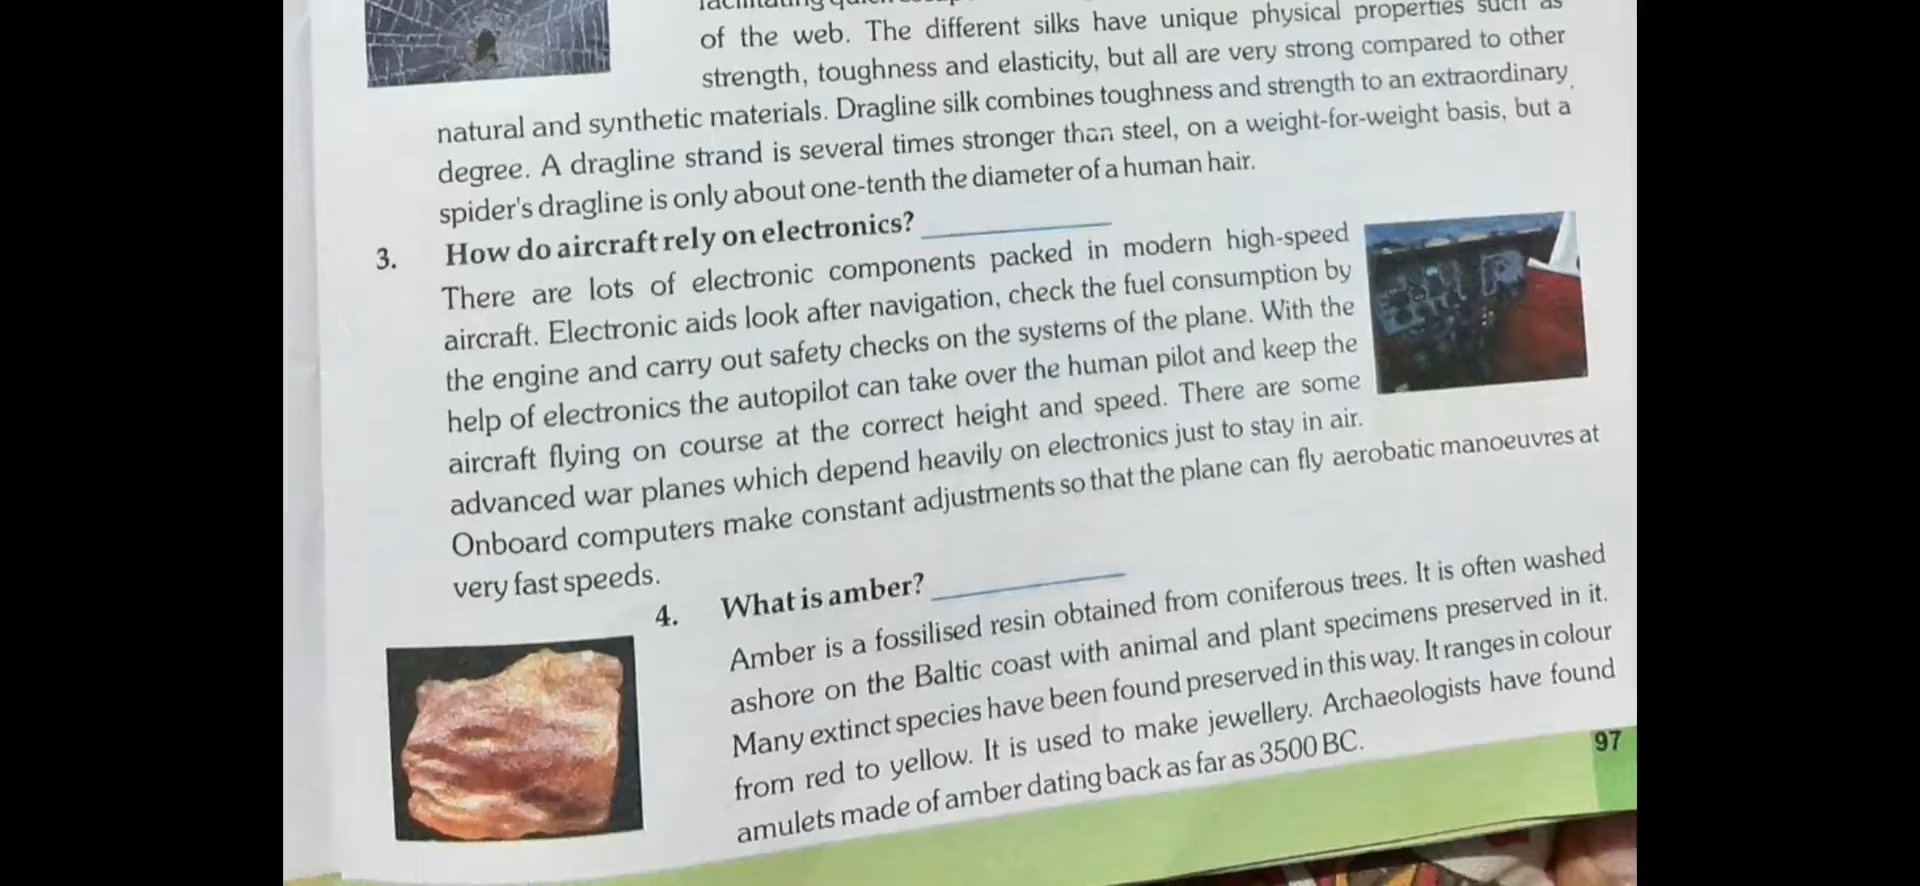 of the web. The different silks have unique physical properties such as
strength, toughness and elasticity, but all are very strong compared to other
natural and synthetic materials. Dragline silk combines toughness and strength to an extraordinary
degree. A dragline strand is several times stronger than steel, on a weight-for-weight basis, but a
spider's dragline is only about one-tenth the diameter of a human hair.
3. How do aircraft rely on electronics?
There are lots of electronic components packed in modern high-speed
aircraft. Electronic aids look after navigation, check the fuel consumption by
the engine and carry out safety checks on the systems of the plane. With the
help of electronics the autopilot can take over the human pilot and keep the
aircraft flying on course at the correct height and speed. There are some
advanced war planes which depend heavily on electronics just to stay in air.
Onboard computers make constant adjustments so that the plane can fly aerobatic manoeuvres at
very fast speeds.
4. What is amber?
Amber is a fossilised resin obtained from coniferous trees. It is often washed
ashore on the Baltic coast with animal and plant specimens preserved in it.
Many extinct species have been found preserved in this way. It ranges in colour
from red to yellow. It is used to make jewellery. Archaeologists have found
amulets made of amber dating back as far as 3500 BC.
97